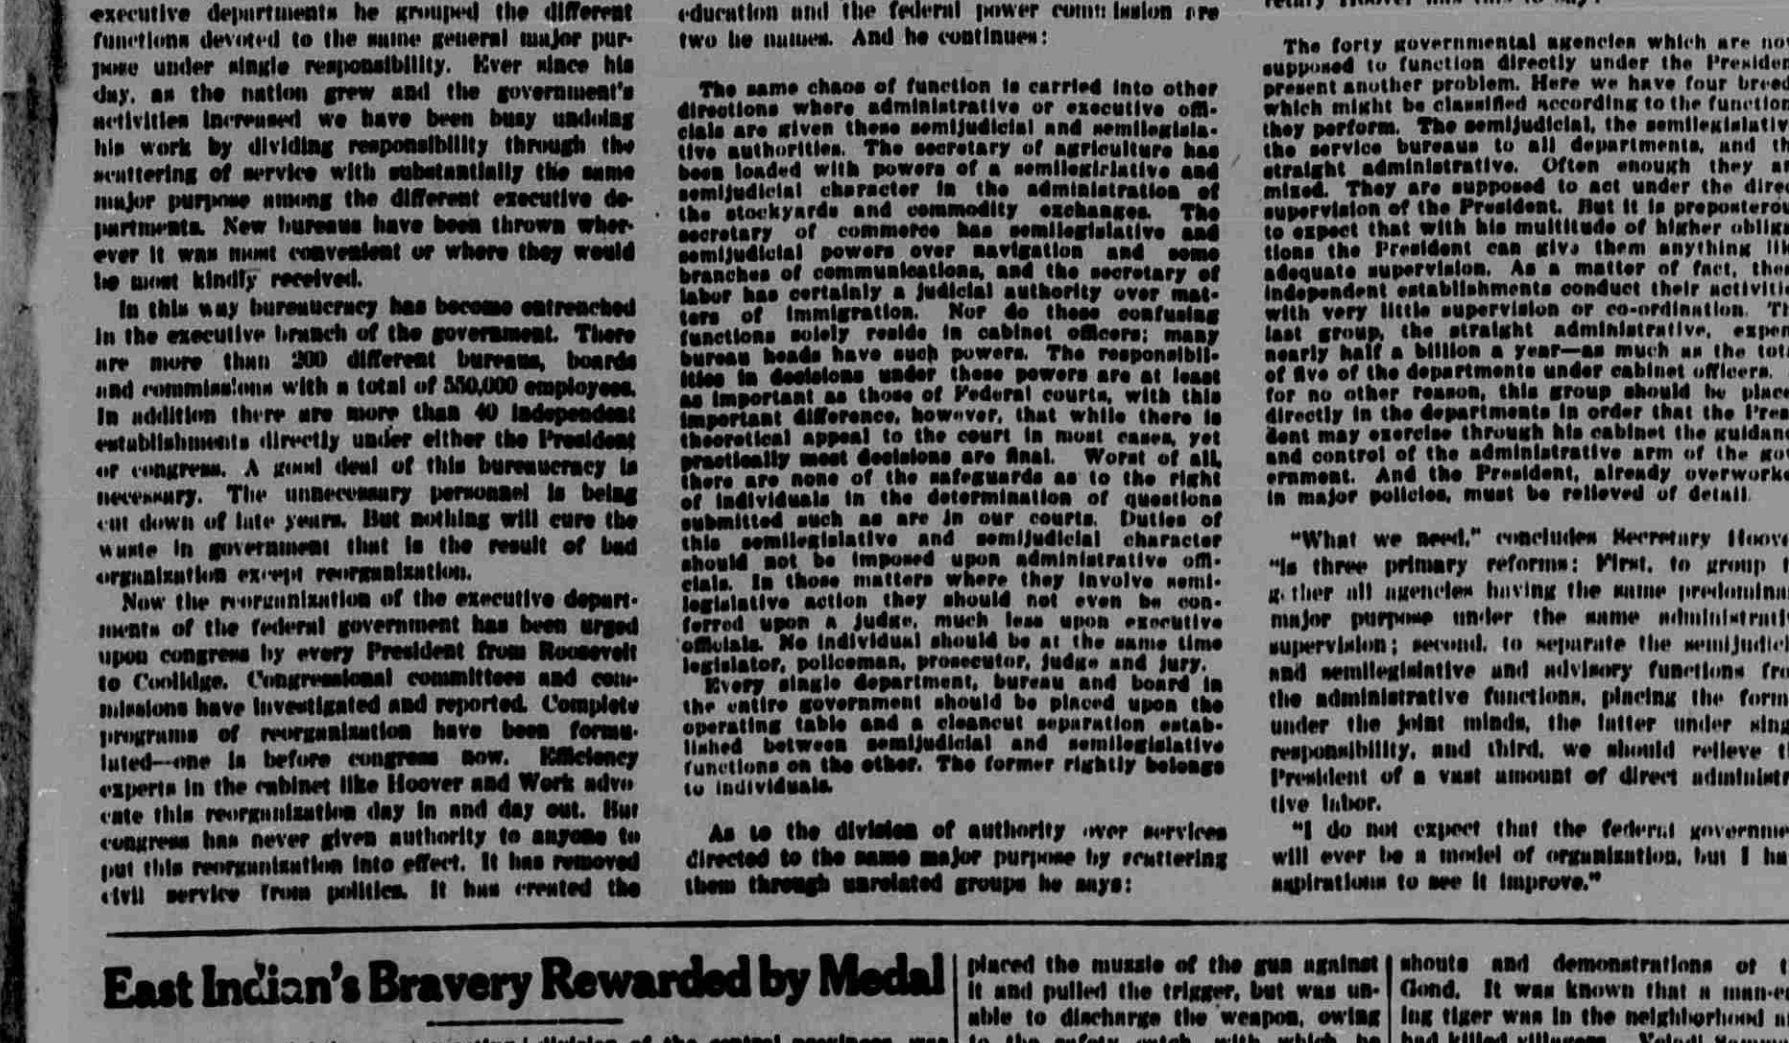 executive departments he grouped the different
functions devoted to the same general major pur-
pose under single responsibility. Ever since his
day, as the nation grew and the government's
activities increased we have been busy undoing
his work by dividing responsibility through the
scattering of service with substantially the same
major purpose among the different executive de-
partments. New bureaus have been thrown wher-
ever it was most convenient or where they would
be most kindly received.
In this way bureaucracy has become entrenched
in the executive branch of the government. There
are more than 200 different bureaus, boards
and commissions with a total of 550,000 employees.
In addition there are more than 40 independent
establishments directly under either the President
or congress. A good deal of this bureaucracy is
necessary. The unnecessary personnel is being
cut down of late years. But nothing will cure the
waste in government that is the result of bad
organization except reorganization.
Now the reorganization of the executive depart-
ments of the federal government has been urged
upon congress by every President from Roosevelt
to Coolidge. Congressional committees and com-
missions have investigated and reported. Complete
programs of reorganization have been formu-
lated—one is before congress now. Efficiency
experts in the cabinet like Hoover and Work advo
cate this reorganization day in and day out. But
congress has never given authority to anyone to
put this reorganization into effect. It has removed
civil service from politics. It has created the
education and the federal power commission are
two he names. And he continues:
The same chaos of function is carried into other
directions where administrative or executive offi-
cials are given these semijudicial and semilegisla-
tive authorities. The secretary of agriculture has
been loaded with powers of a semilegislative and
semijudicial character in the administration of
the stockyards and commodity exchanges. The
secretary of commerce has semilegislative and
semijudicial powers over navigation and some
branches of communications, and the secretary of
labor has certainly a judicial authority over mat-
ters of immigration. Nor do these confusing
functions solely reside in cabinet officers; many
bureau heads have such powers. The responsibil-
ities in decisions under these powers are at least
as important as those of Federal courts, with this
important difference, however, that while there is
theoretical appeal to the court in most cases, yet
practically most decisions are final. Worst of all,
there are none of the safeguards as to the right
of individuals in the determination of questions
submitted such as are in our courts. Duties of
this semilegislative and semijudicial character
should not be imposed upon administrative offi-
cials. In those matters where they involve semi-
legislative action they should not even be con-
ferred upon a judge, much less upon executive
officials. No individual should be at the same time
legislator, policeman, prosecutor, judge and jury.
Every single department, bureau and board in
the entire government should be placed upon the
operating table and a cleancut separation estab-
lished between semijudicial and semilegislative
functions on the other. The former rightly belongs
to individuals.
As to the division of authority over services
directed to the same major purpose by scattering
them through unrelated groups he says:
The forty governmental agencies which are no
supposed to function directly under the Presiden
present another problem. Here we have four breed
which might be classified according to the function
they perform. The semijudicial, the semilegislativ
the service bureaus to all departments, and th
straight administrative. Often enough they a
mixed. They are supposed to act under the direc
supervision of the President. But it is preposterou
to expect that with his multitude of higher obliga
tions the President can give them anything lik
adequate supervision. As a matter of fact, thes
independent establishments conduct their activitie
with very little supervision or co-ordination. Th
last group, the straight administrative, expen
nearly half a billion a year—as much as the tot
of five of the departments under cabinet officers.
for no other reason, this group should be place
directly in the departments in order that the Pres
dent may exercise through his cabinet the guidanc
and control of the administrative arm of the gov
ernment. And the President, already overworke
in major policies, must be relieved of detail.
"What we need," concludes Secretary Hoove
"is three primary reforms: First, to group t
gether all agencies having the same predomina
major purpose under the same administrativ
supervision; second, to separate the semijudici
and semilegislative and advisory functions fro
the administrative functions, placing the form
under the joint minds, the latter under sing
responsibility, and third, we should relieve t
President of a vast amount of direct administr
tive labor.
"I do not expect that the federal governme
will ever be a model of organization, but I ha
aspirations to see it improve."
East Indian's Bravery Rewarded by Medal
placed the muzzle of the gun against
it and pulled the trigger, but was un-
able to discharge the weapon, owing
to the safety catch, with which he
shouts and demonstrations of t
Gond. It was known that a man-e
ing tiger was in the neighborhood a
had killed villagers.